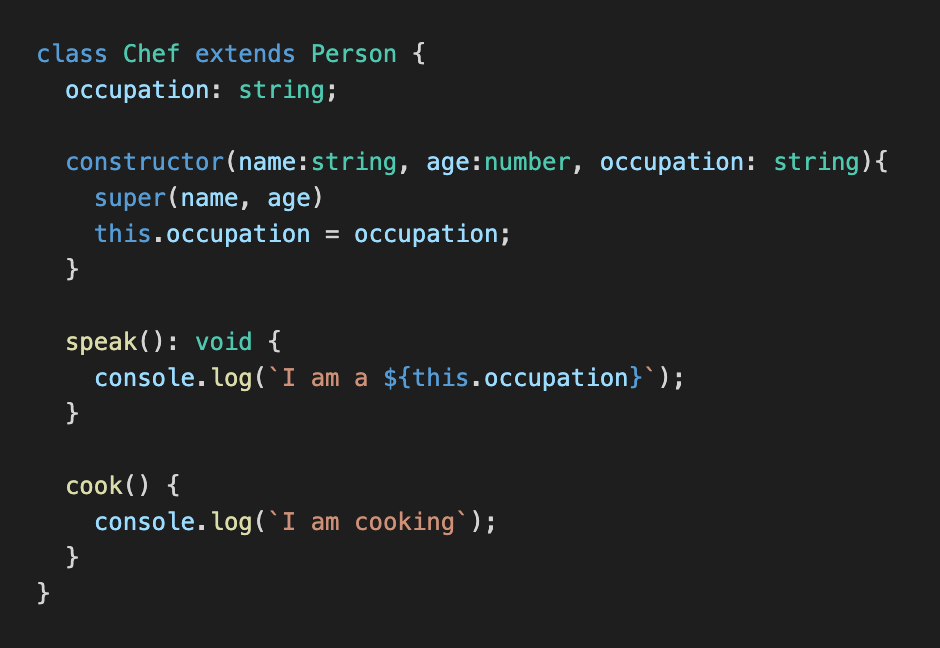 class Chef extends Person {
  occupation: string;

  constructor(name:string, age:number, occupation: string){
    super(name, age)
    this.occupation = occupation;
  }

  speak(): void {
    console.log(`I am a ${this.occupation}`);
  }

  cook() {
    console.log(`I am cooking`);
  }
}